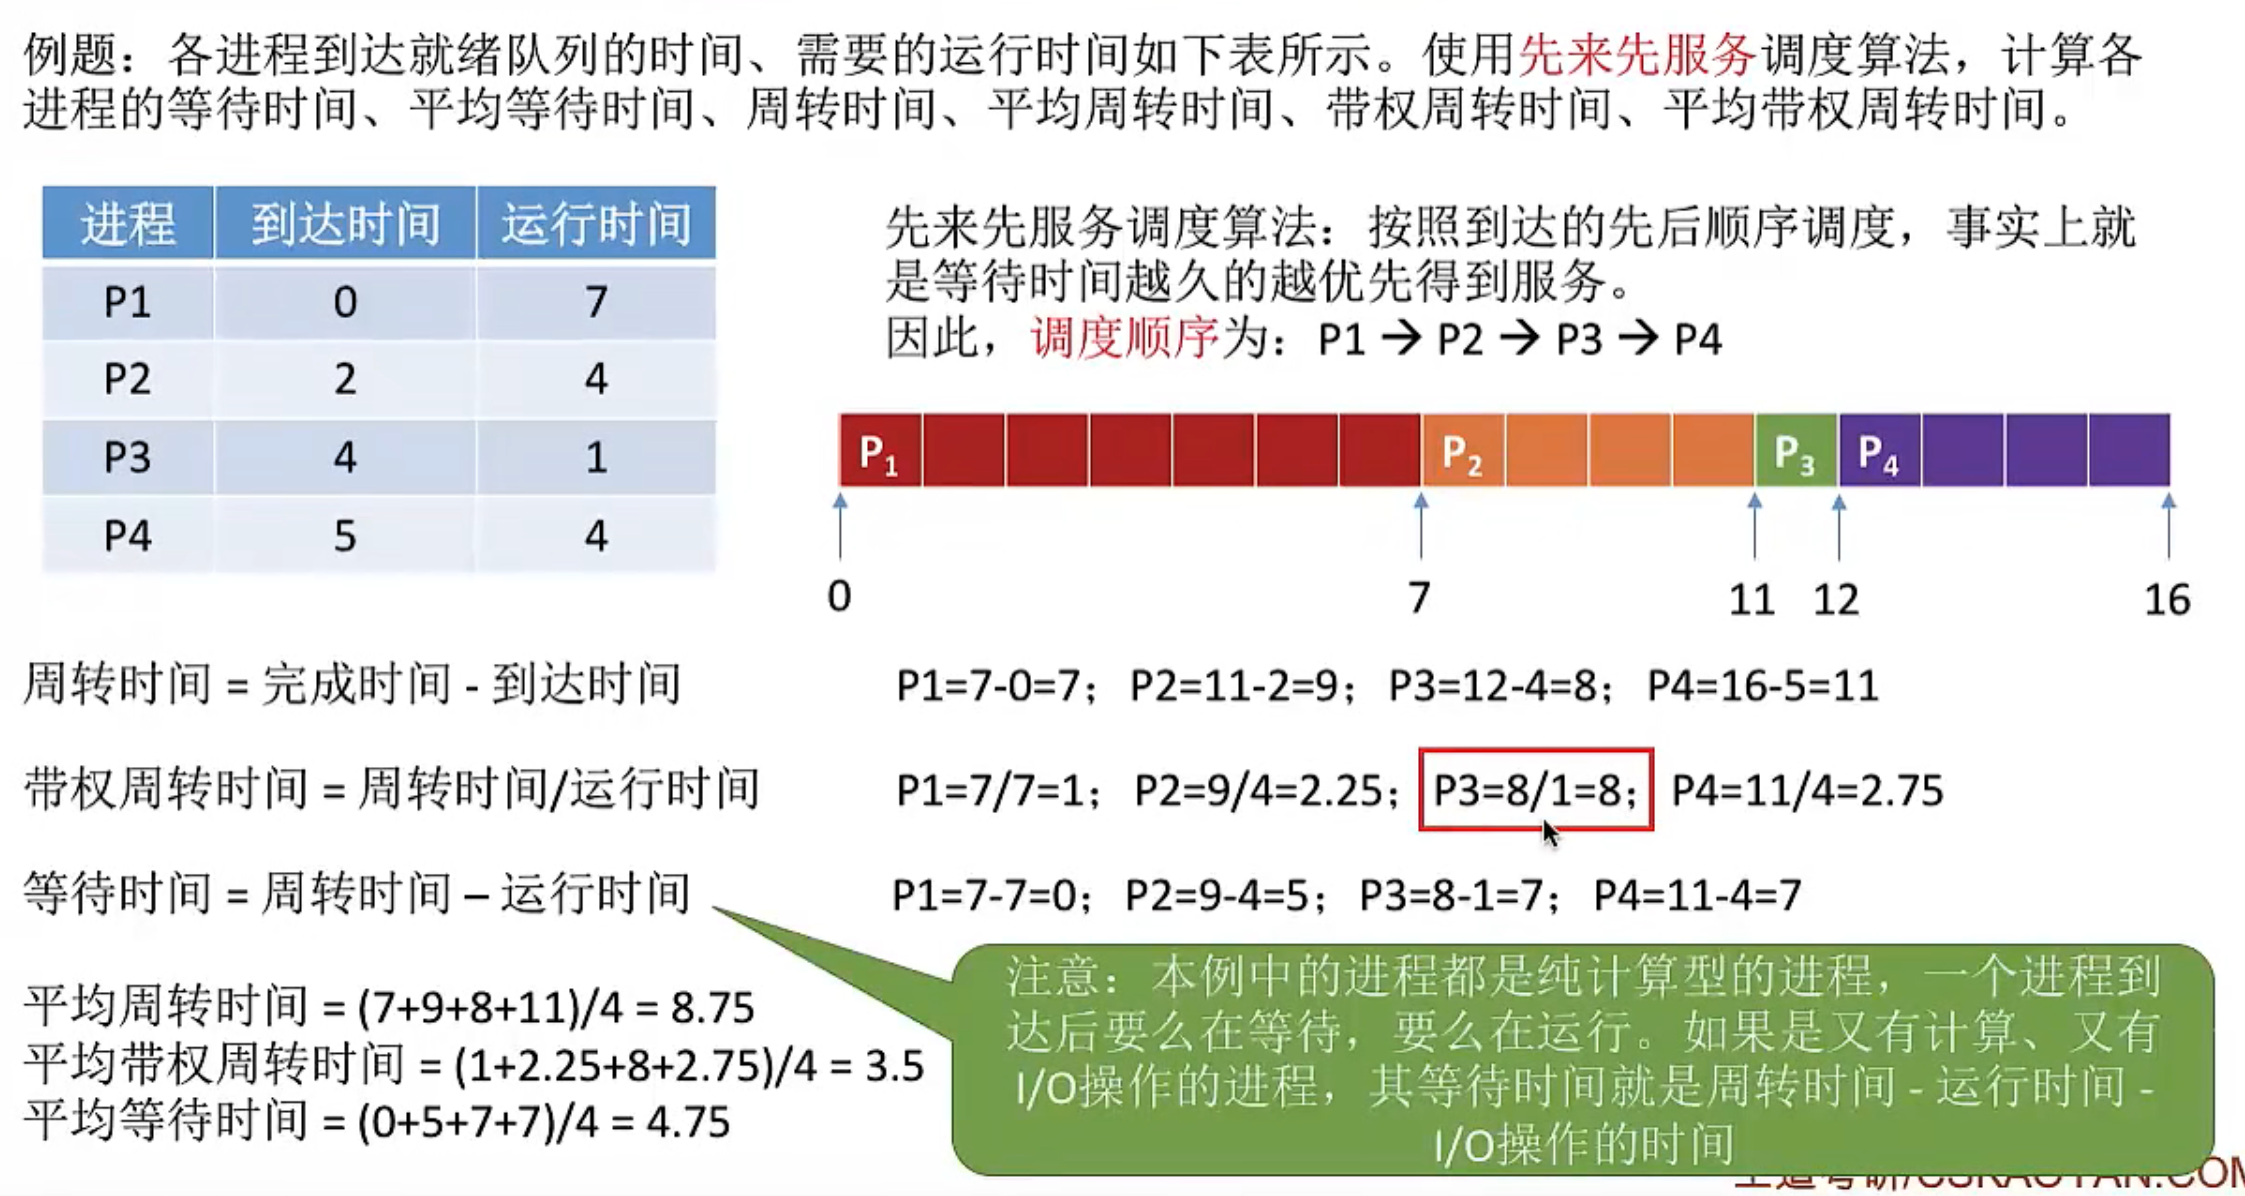 例题：各进程到达就绪队列的时间、需要的运行时间如下表所示。使用先来先服务调度算法，计算各
进程的等待时间、平均等待时间、周转时间、平均周转时间、带权周转时间、平均带权周转时间。
进程 到达时间 运行时间
P1 0 7
P2 2 4
P3 4 1
P4 5 4
先来先服务调度算法：按照到达的先后顺序调度，事实上就
是等待时间越久的越优先得到服务。
因此，调度顺序为：P1 → P2 → P3 → P4
P1 P2 P3 P4
0 7 11 12 16
周转时间 = 完成时间 - 到达时间
P1=7-0=7；P2=11-2=9；P3=12-4=8；P4=16-5=11
带权周转时间 = 周转时间/运行时间
P1=7/7=1；P2=9/4=2.25；P3=8/1=8；P4=11/4=2.75
等待时间 = 周转时间 – 运行时间
P1=7-7=0；P2=9-4=5；P3=8-1=7；P4=11-4=7
平均周转时间 = (7+9+8+11)/4 = 8.75
平均带权周转时间 = (1+2.25+8+2.75)/4 = 3.5
平均等待时间 = (0+5+7+7)/4 = 4.75
注意：本例中的进程都是纯计算型的进程，一个进程到
达后要么在等待，要么在运行。如果是又有计算、又有
I/O操作的进程，其等待时间就是周转时间 - 运行时间 -
I/O操作的时间